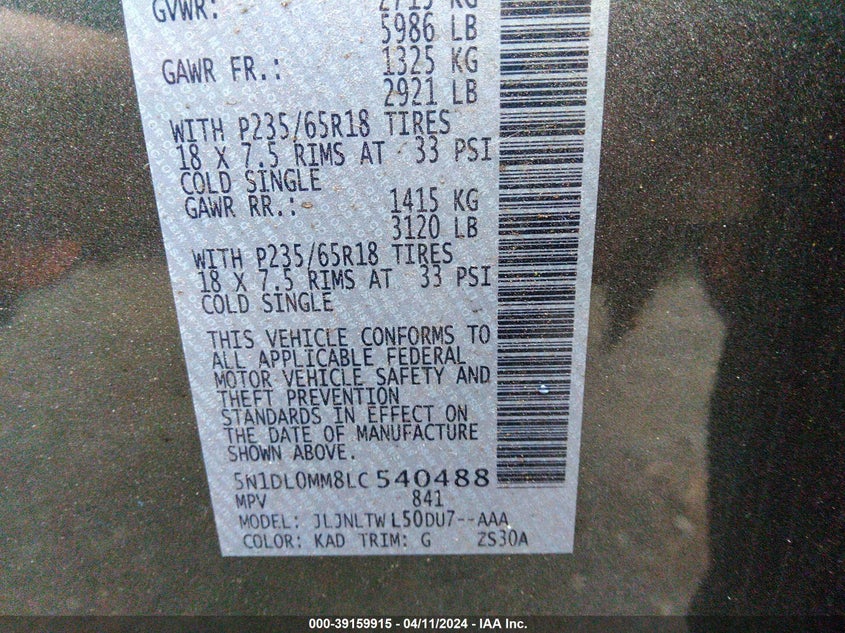 GVWR: 2715 KG
5986 LB
GAWR FR.: 1325 KG
2921 LB
WITH P235/65R18 TIRES
18 X 7.5 RIMS AT 33 PSI
COLD SINGLE
GAWR RR.: 1415 KG
3120 LB
WITH P235/65R18 TIRES
18 X 7.5 RIMS AT 33 PSI
COLD SINGLE
THIS VEHICLE CONFORMS TO
ALL APPLICABLE FEDERAL
MOTOR VEHICLE SAFETY AND
THEFT PREVENTION
STANDARDS IN EFFECT ON
THE DATE OF MANUFACTURE
SHOWN ABOVE.
5N1DL0MM8LC540488
MPV 841
MODEL: JLJNLTWL50DU7--AAA
COLOR: KAD TRIM: G ZS30A
000-39159915 - 04/11/2024 - IAA Inc.